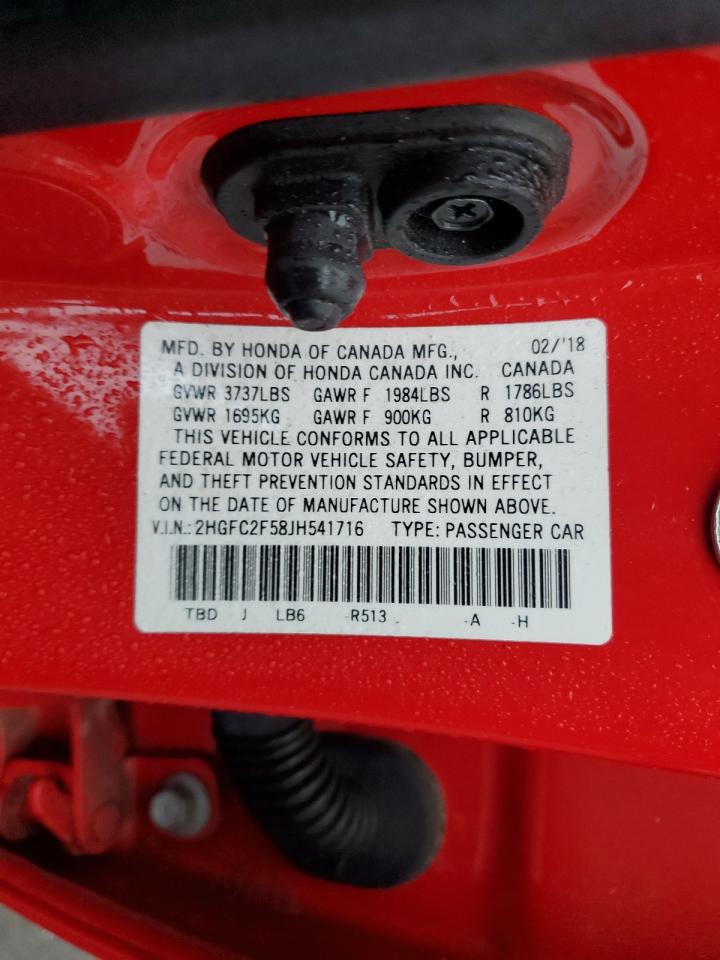 MFD. BY HONDA OF CANADA MFG., 02/'18
A DIVISION OF HONDA CANADA INC. CANADA
GVWR 3737LBS GAWR F 1984LBS R 1786LBS
GVWR 1695KG GAWR F 900KG R 810KG
THIS VEHICLE CONFORMS TO ALL APPLICABLE
FEDERAL MOTOR VEHICLE SAFETY, BUMPER,
AND THEFT PREVENTION STANDARDS IN EFFECT
ON THE DATE OF MANUFACTURE SHOWN ABOVE.
V.I.N.: 2HGFC2F58JH541716 TYPE: PASSENGER CAR
TBD J LB6 -R513 - -A -H